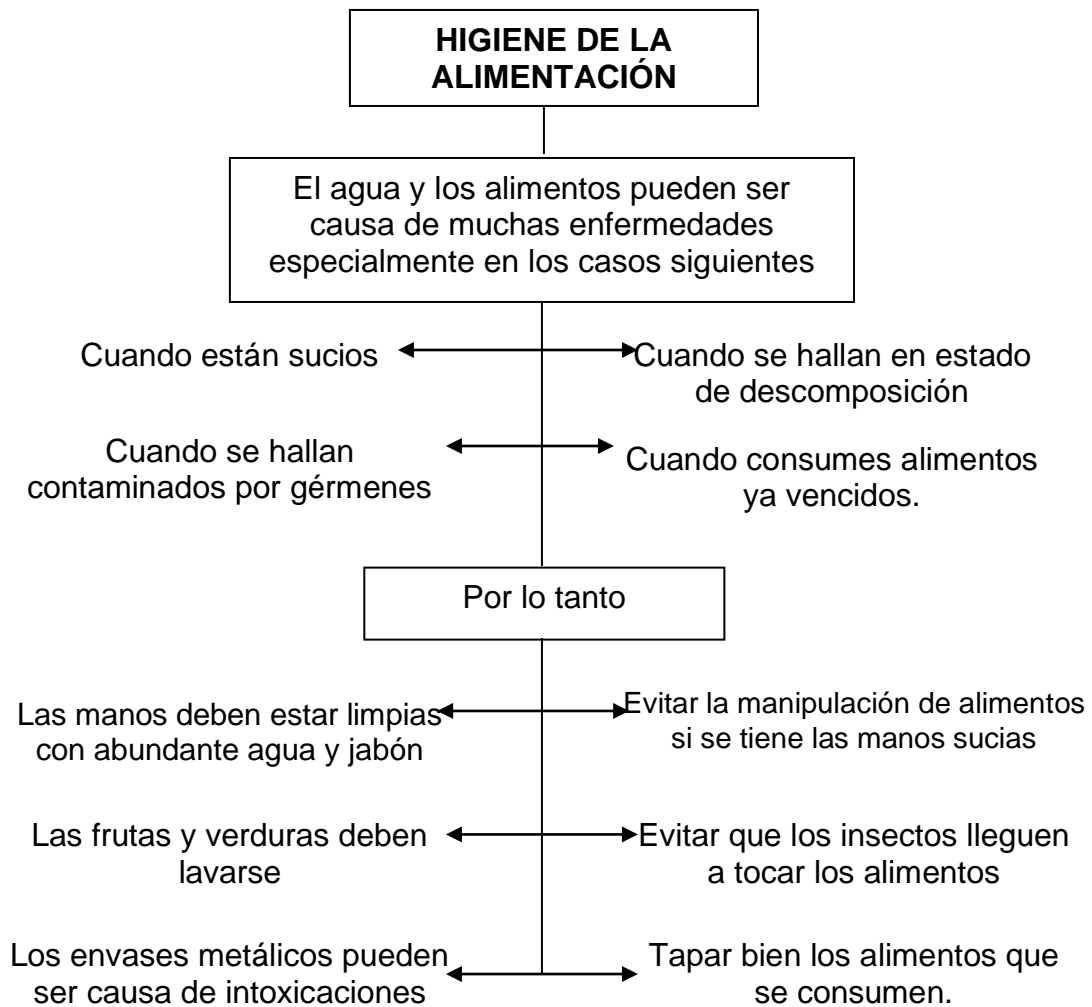 HIGIENE DE LA
ALIMENTACIÓN
El agua y los alimentos pueden ser
causa de muchas enfermedades
especialmente en los casos siguientes
Cuando están sucios
Cuando se hallan en estado
de descomposición
Cuando se hallan
contaminados por gérmenes
Cuando consumes alimentos
ya vencidos.
Por lo tanto
Las manos deben estar limpias
con abundante agua y jabón
Evitar la manipulación de alimentos
si se tiene las manos sucias
Las frutas y verduras deben
lavarse
Evitar que los insectos lleguen
a tocar los alimentos
Los envases metálicos pueden
ser causa de intoxicaciones
Tapar bien los alimentos que
se consumen.